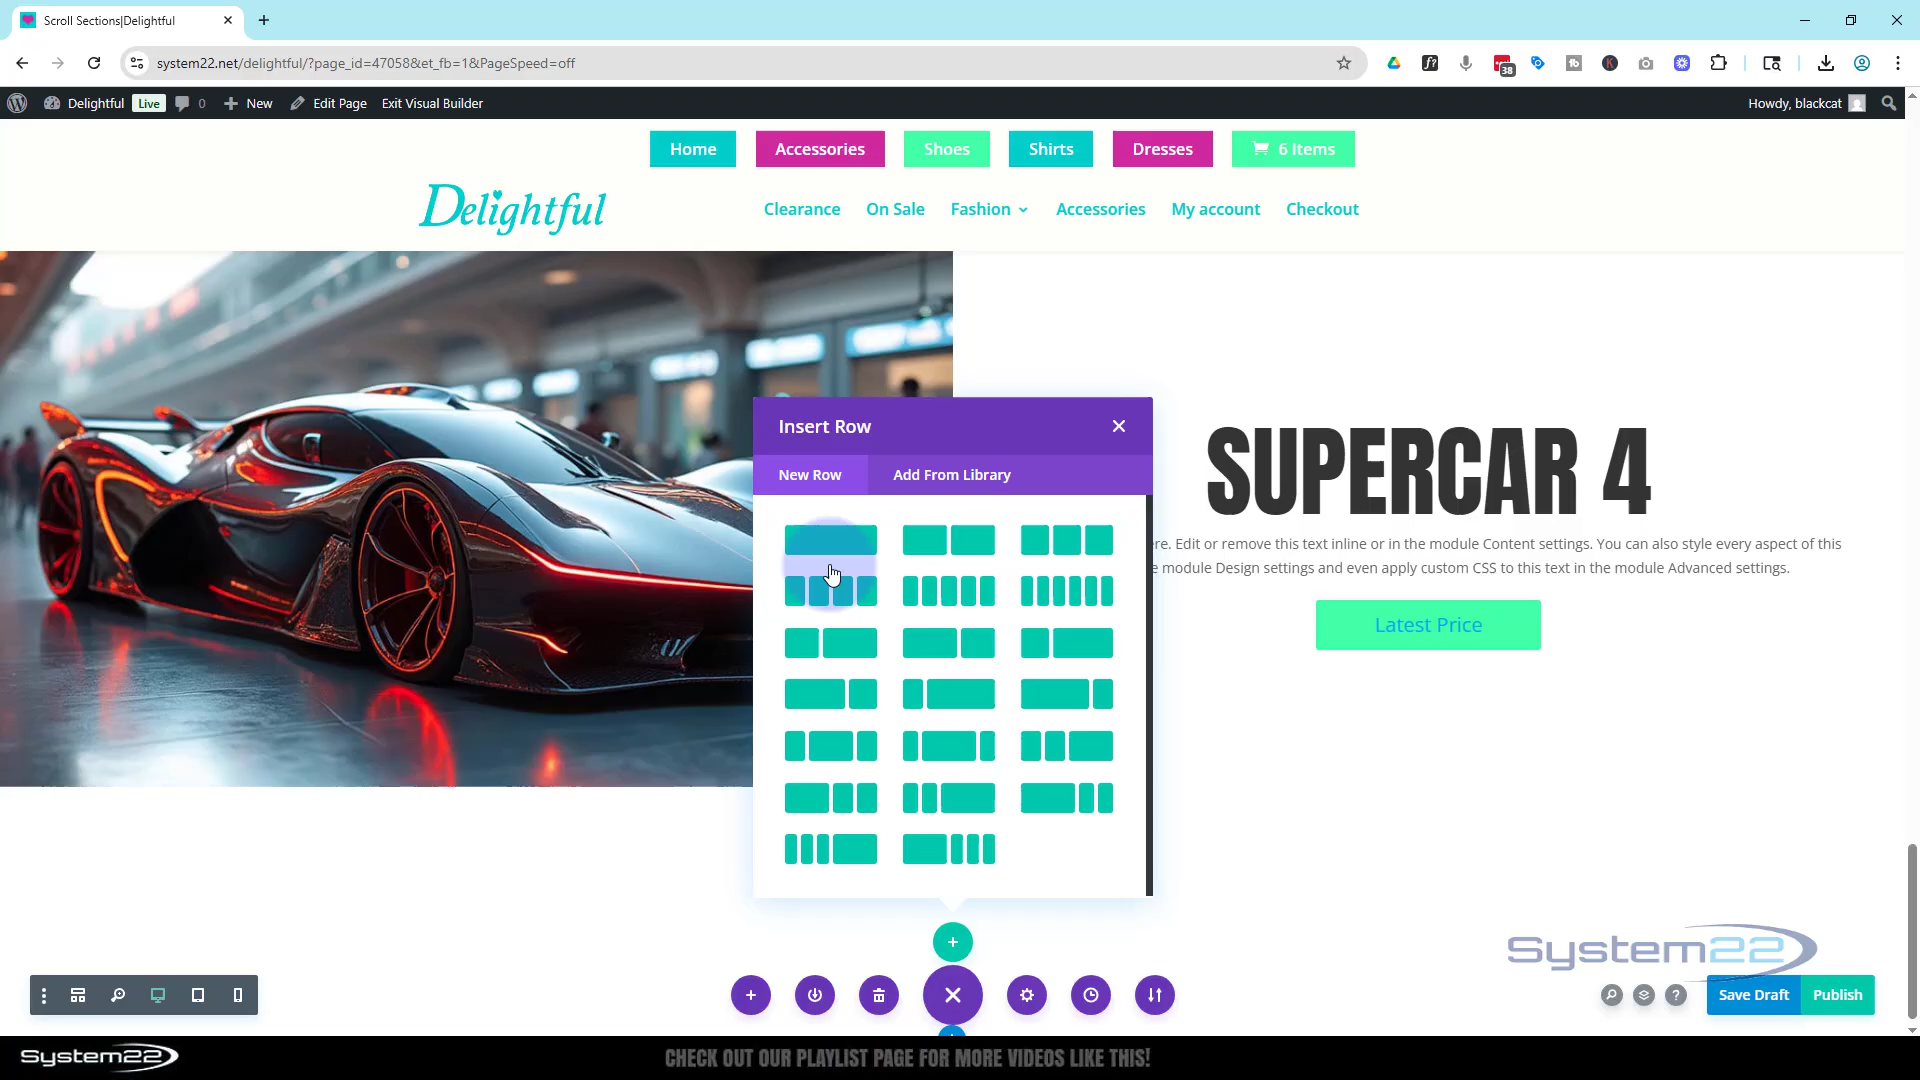 Scroll Sections|Delightful
system22.net/delightful/?page_id=47058&et_fb=1&PageSpeed=off
38
Delightful Live 0 New Edit Page Exit Visual Builder
Howdy, blackcat
Home Accessories Shoes Shirts Dresses 6 Items
Delightful
Clearance On Sale Fashion Accessories My account Checkout
Insert Row
New Row Add From Library
SUPERCAR 4
re. Edit or remove this text inline or in the module Content settings. You can also style every aspect of this
e module Design settings and even apply custom CSS to this text in the module Advanced settings.
Latest Price
System22
Save Draft Publish
System22
CHECK OUT OUR PLAYLIST PAGE FOR MORE VIDEOS LIKE THIS!